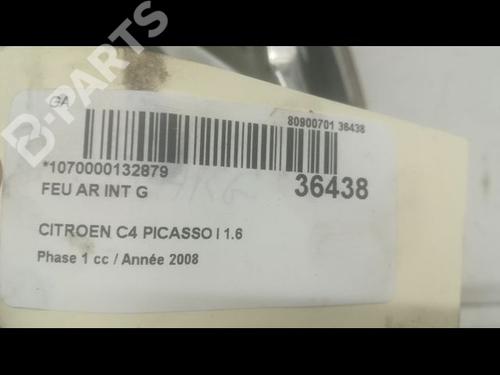 B-PARTS
GA
80900701 36438
*1070000132879
36438
FEU AR INT G
CITROEN C4 PICASSO I 1.6
Phase 1 cc / Année 2008